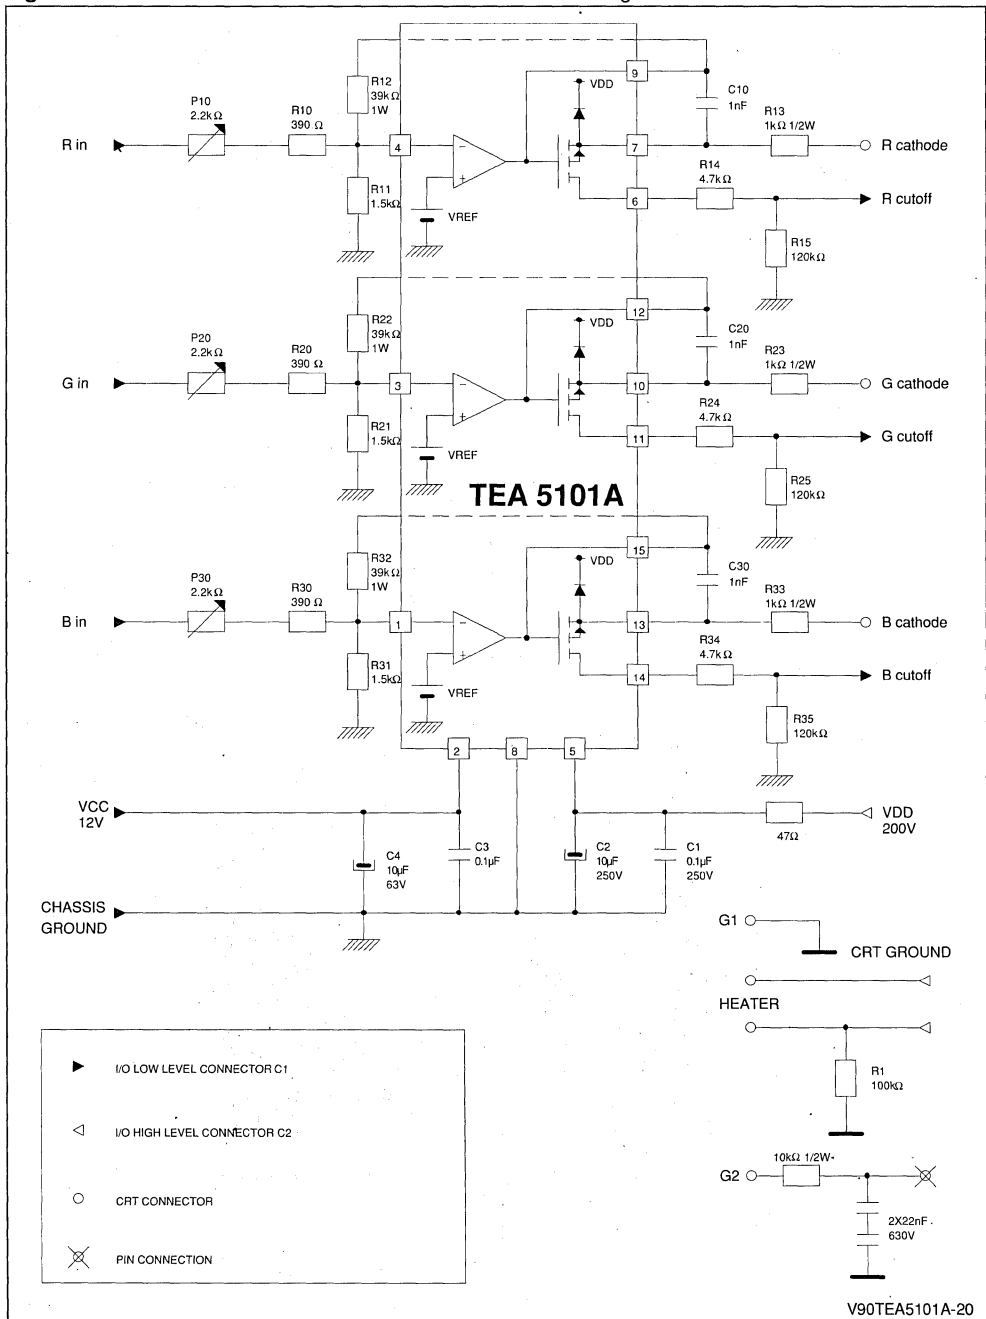 R12
39kΩ
1W
9
VDD
C10
1nF
P10
2.2kΩ
R10
390 Ω
R13
1kΩ 1/2W
R in
4
−
+
7
R cathode
R14
4.7kΩ
R11
1.5kΩ
VREF
6
R cutoff
R15
120kΩ
R22
39kΩ
1W
12
VDD
C20
1nF
P20
2.2kΩ
R20
390 Ω
R23
1kΩ 1/2W
G in
3
−
+
10
G cathode
R24
4.7kΩ
R21
1.5kΩ
VREF
11
G cutoff
R25
120kΩ
TEA 5101A
R32
39kΩ
1W
15
VDD
C30
1nF
P30
2.2kΩ
R30
390 Ω
R33
1kΩ 1/2W
B in
1
−
+
13
B cathode
R34
4.7kΩ
R31
1.5kΩ
VREF
14
B cutoff
R35
120kΩ
2
8
5
VCC
12V
VDD
200V
47Ω
C4
10µF
63V
C3
0.1µF
C2
10µF
250V
C1
0.1µF
250V
CHASSIS
GROUND
G1
CRT GROUND
HEATER
R1
100kΩ
I/O LOW LEVEL CONNECTOR C1
I/O HIGH LEVEL CONNECTOR C2
CRT CONNECTOR
PIN CONNECTION
10kΩ 1/2W
G2
2X22nF
630V
V90TEA5101A-20